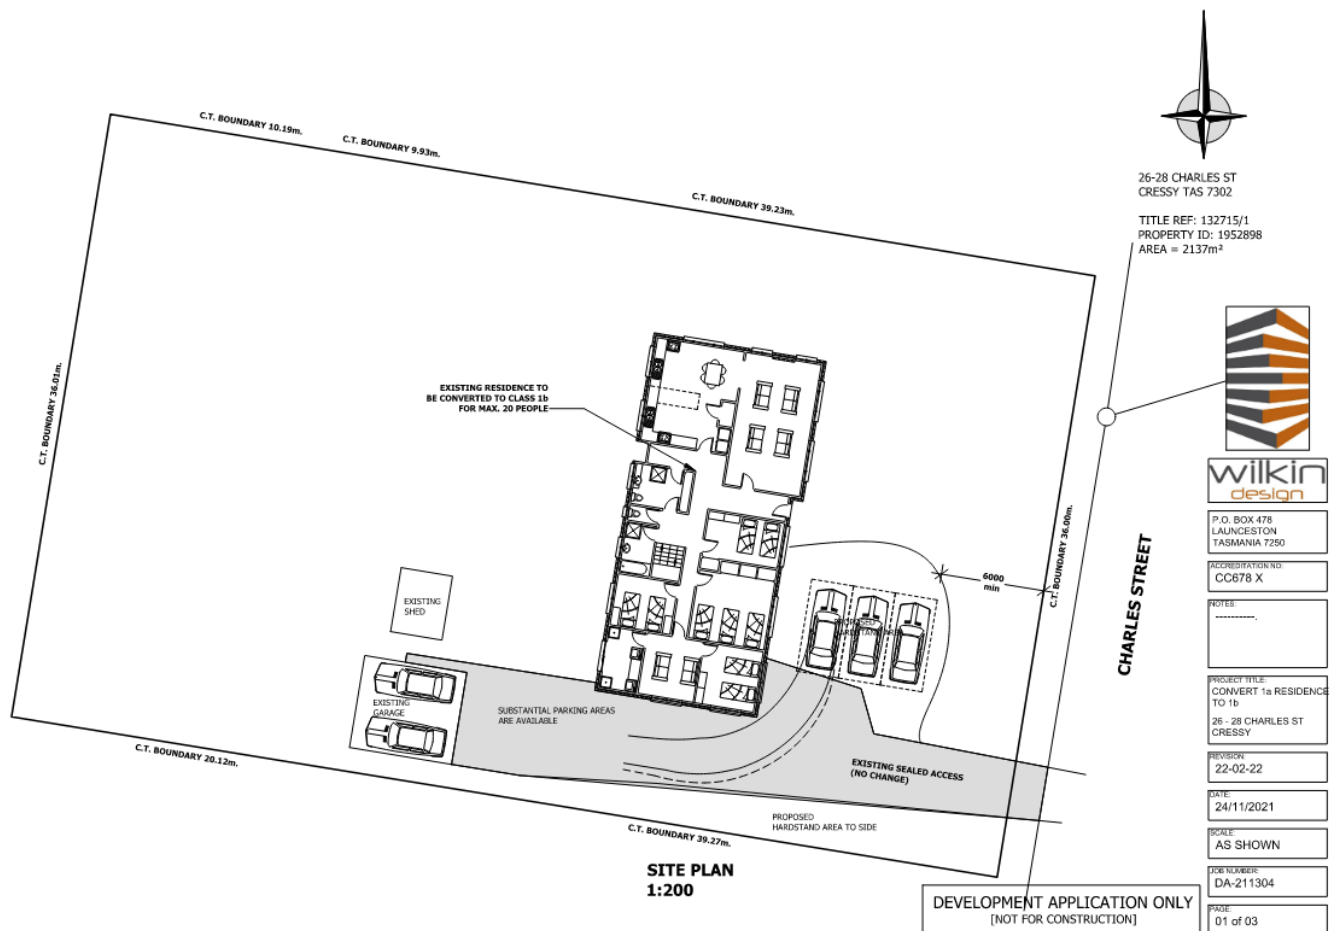 C.T. BOUNDARY 10.19m.
C.T. BOUNDARY 9.93m.
C.T. BOUNDARY 39.23m.
26-28 CHARLES ST
CRESSY TAS 7302
TITLE REF: 132715/1
PROPERTY ID: 1952898
AREA = 2137m²
C.T. BOUNDARY 36.01m.
EXISTING RESIDENCE TO
BE CONVERTED TO CLASS 1b
FOR MAX. 20 PEOPLE
wilkin
design
P.O. BOX 478
LAUNCESTON
TASMANIA 7250
ACCREDITATION NO:
CC678 X
NOTES:
----------.
C.T. BOUNDARY 36.00m.
CHARLES STREET
6000
min
EXISTING
SHED
PROPOSED
HARDSTAND AREA
EXISTING
GARAGE
SUBSTANTIAL PARKING AREAS
ARE AVAILABLE
EXISTING SEALED ACCESS
(NO CHANGE)
PROPOSED
HARDSTAND AREA TO SIDE
C.T. BOUNDARY 20.12m.
C.T. BOUNDARY 39.27m.
SITE PLAN
1:200
PROJECT TITLE:
CONVERT 1a RESIDENCE
TO 1b
26 - 28 CHARLES ST
CRESSY
REVISION
22-02-22
DATE:
24/11/2021
SCALE:
AS SHOWN
JOB NUMBER:
DA-211304
PAGE:
01 of 03
DEVELOPMENT APPLICATION ONLY
[NOT FOR CONSTRUCTION]